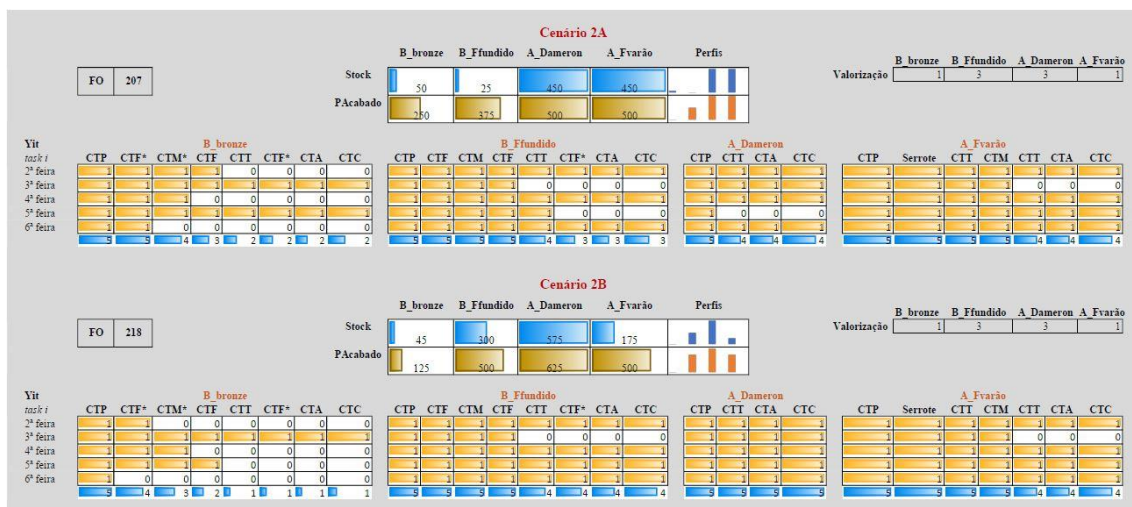 Cenário 2A
B_bronze B_Ffundido A_Dameron A_Fvarão Perfis
B_bronze B_Ffundido A_Dameron A_Fvarão
FO 207
Stock 50 25 450 450
Valorização 1 3 3 1
PAcabado 250 375 500 500
Yit B_bronze B_Ffundido A_Dameron A_Fvarão
task i CTP CTF* CTM* CTF CTT CTF* CTA CTC CTP CTF CTM CTF CTT CTF* CTA CTC CTP CTT CTA CTC CTP Serrote CTT CTM CTT CTA CTC
2ª feira 1 1 1 1 0 0 0 0 1 1 1 1 1 1 1 1 1 1 1 1 1 1 1 1 1 1 1
3ª feira 1 1 1 1 1 1 1 1 1 1 1 1 0 0 0 0 1 1 1 1 1 1 1 1 0 0 0
4ª feira 1 1 1 0 0 0 0 0 1 1 1 1 1 1 1 1 1 1 1 1 1 1 1 1 1 1 1
5ª feira 1 1 1 1 1 1 1 1 1 1 1 1 1 0 0 0 1 0 0 0 1 1 1 1 1 1 1
6ª feira 1 1 0 0 0 0 0 0 1 1 1 1 1 1 1 1 1 1 1 1 1 1 1 1 1 1 1
5 5 4 3 2 2 2 2 5 5 5 5 4 3 3 3 5 4 4 4 5 5 5 5 4 4 4
Cenário 2B
B_bronze B_Ffundido A_Dameron A_Fvarão Perfis
B_bronze B_Ffundido A_Dameron A_Fvarão
FO 218
Stock 45 300 575 175
Valorização 1 3 3 1
PAcabado 125 500 625 500
Yit B_bronze B_Ffundido A_Dameron A_Fvarão
task i CTP CTF* CTM* CTF CTT CTF* CTA CTC CTP CTF CTM CTF CTT CTF* CTA CTC CTP CTT CTA CTC CTP Serrote CTT CTM CTT CTA CTC
2ª feira 1 1 0 0 0 0 0 0 1 1 1 1 1 1 1 1 1 1 1 1 1 1 1 1 1 1 1
3ª feira 1 1 1 1 1 1 1 1 1 1 1 1 0 0 0 0 1 1 1 1 1 1 1 1 0 0 0
4ª feira 1 1 1 0 0 0 0 0 1 1 1 1 1 1 1 1 1 1 1 1 1 1 1 1 1 1 1
5ª feira 1 1 1 1 0 0 0 0 1 1 1 1 1 1 1 1 1 1 1 1 1 1 1 1 1 1 1
6ª feira 1 0 0 0 0 0 0 0 1 1 1 1 1 1 1 1 1 1 1 1 1 1 1 1 1 1 1
5 4 3 2 1 1 1 1 5 5 5 5 4 4 4 4 5 5 5 5 5 5 5 5 4 4 4